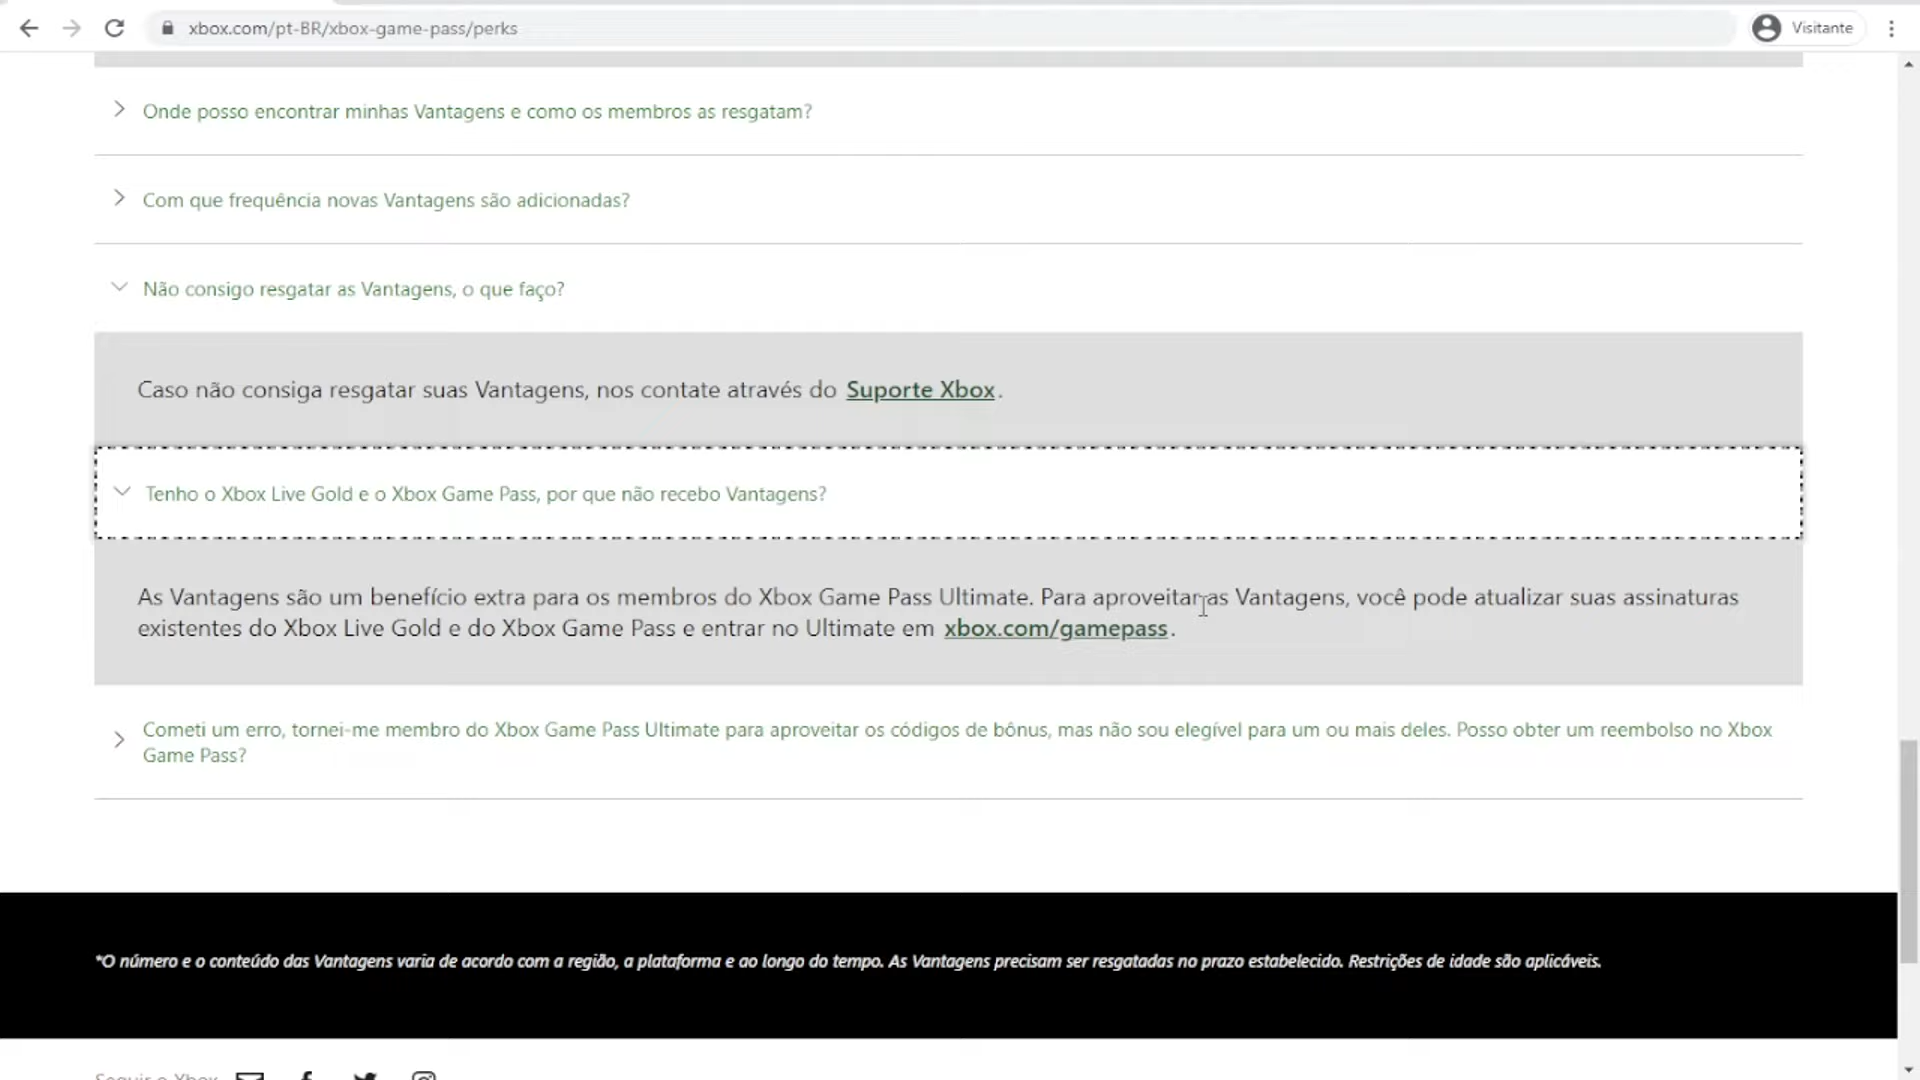 xbox.com/pt-BR/xbox-game-pass/perks
Visitante
Onde posso encontrar minhas Vantagens e como os membros as resgatam?
Com que frequência novas Vantagens são adicionadas?
Não consigo resgatar as Vantagens, o que faço?
Caso não consiga resgatar suas Vantagens, nos contate através do Suporte Xbox.
Tenho o Xbox Live Gold e o Xbox Game Pass, por que não recebo Vantagens?
As Vantagens são um benefício extra para os membros do Xbox Game Pass Ultimate. Para aproveitar as Vantagens, você pode atualizar suas assinaturas
existentes do Xbox Live Gold e do Xbox Game Pass e entrar no Ultimate em xbox.com/gamepass.
Cometi um erro, tornei-me membro do Xbox Game Pass Ultimate para aproveitar os códigos de bônus, mas não sou elegível para um ou mais deles. Posso obter um reembolso no Xbox
Game Pass?
*O número e o conteúdo das Vantagens varia de acordo com a região, a plataforma e ao longo do tempo. As Vantagens precisam ser resgatadas no prazo estabelecido. Restrições de idade são aplicáveis.
Seguir o Xbox